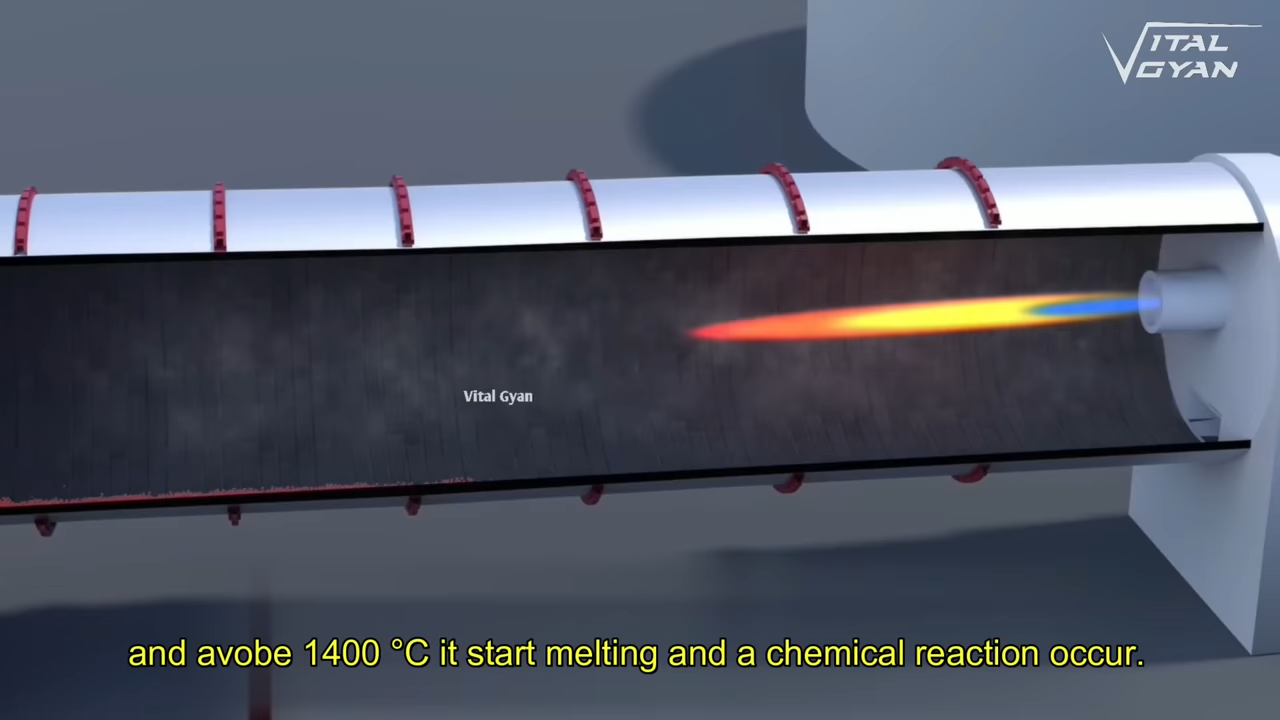 VITAL
GYAN
Vital Gyan
and avobe 1400 °C it start melting and a chemical reaction occur.